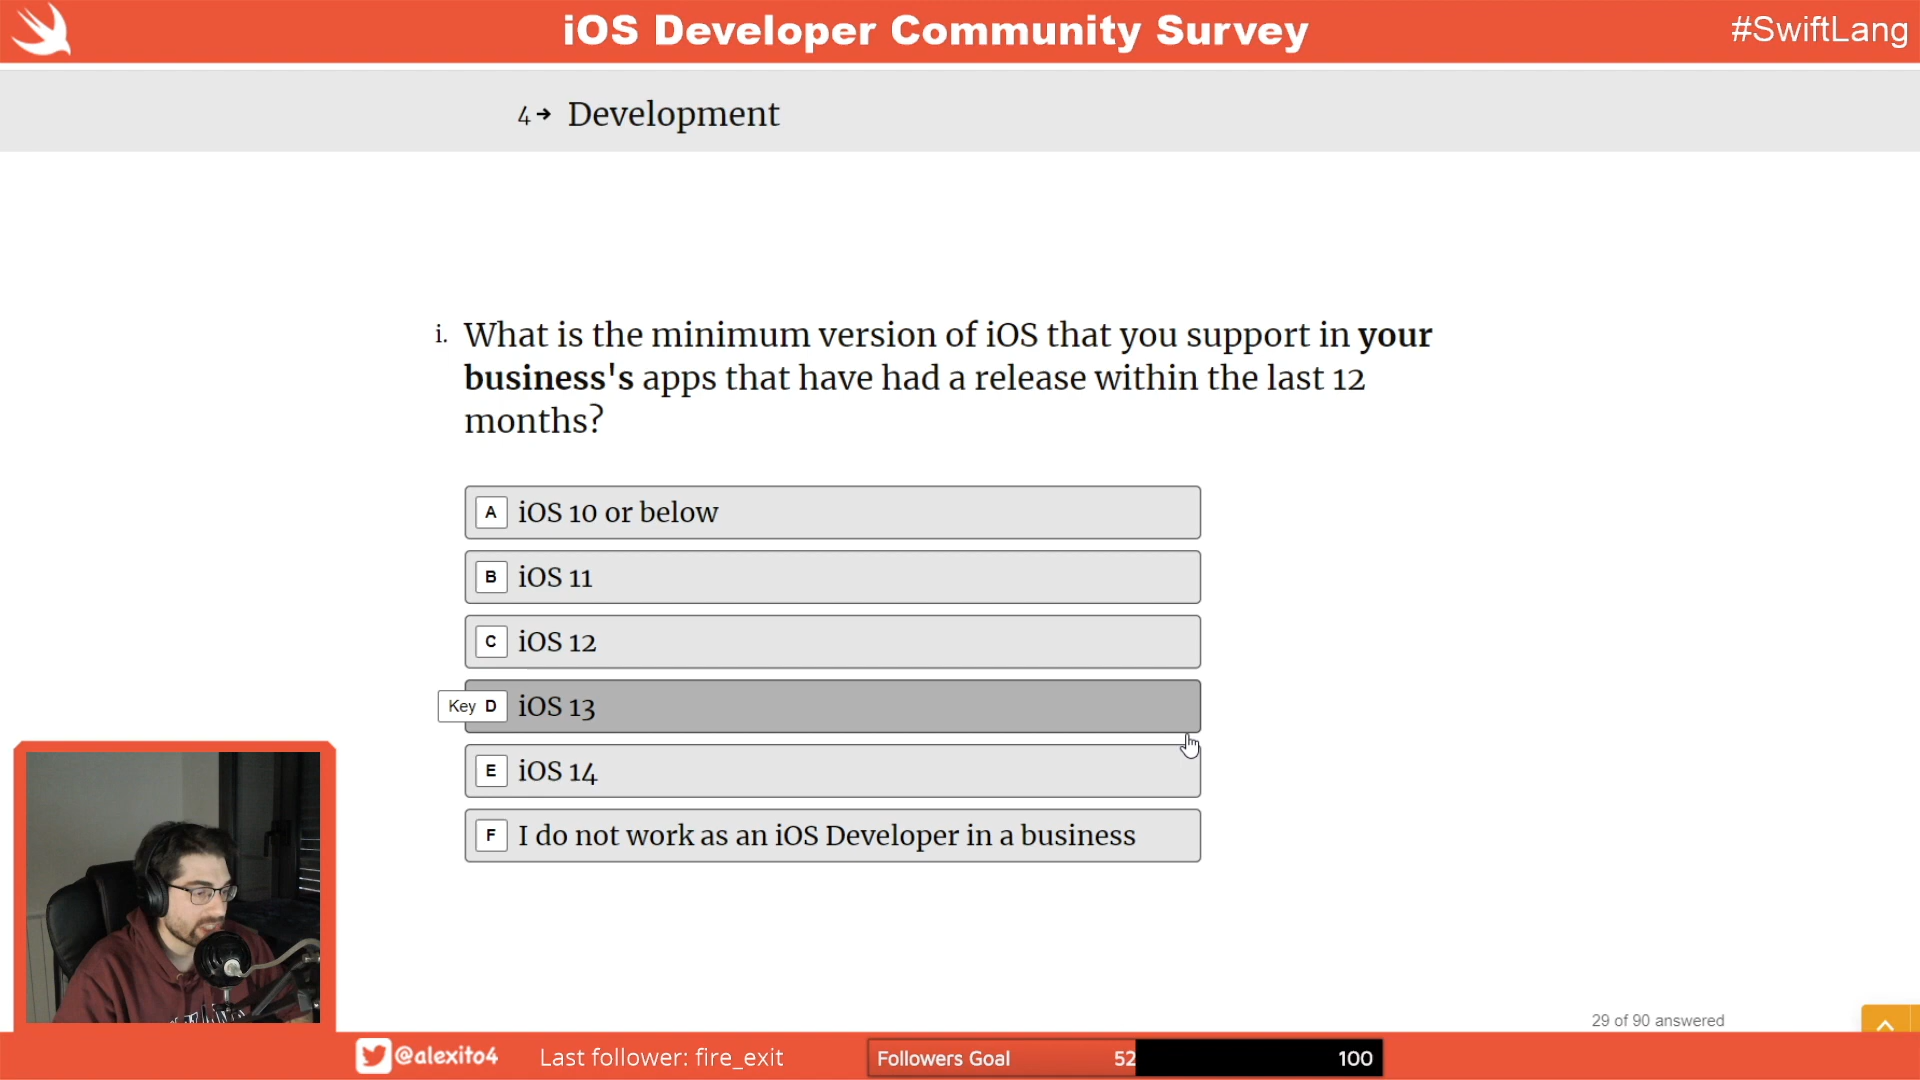 iOS Developer Community Survey
#SwiftLang
4 → Development
i. What is the minimum version of iOS that you support in your
business's apps that have had a release within the last 12
months?
A iOS 10 or below
B iOS 11
C iOS 12
Key D iOS 13
E iOS 14
F I do not work as an iOS Developer in a business
29 of 90 answered
@alexito4
Last follower: fire_exit
Followers Goal 52 100